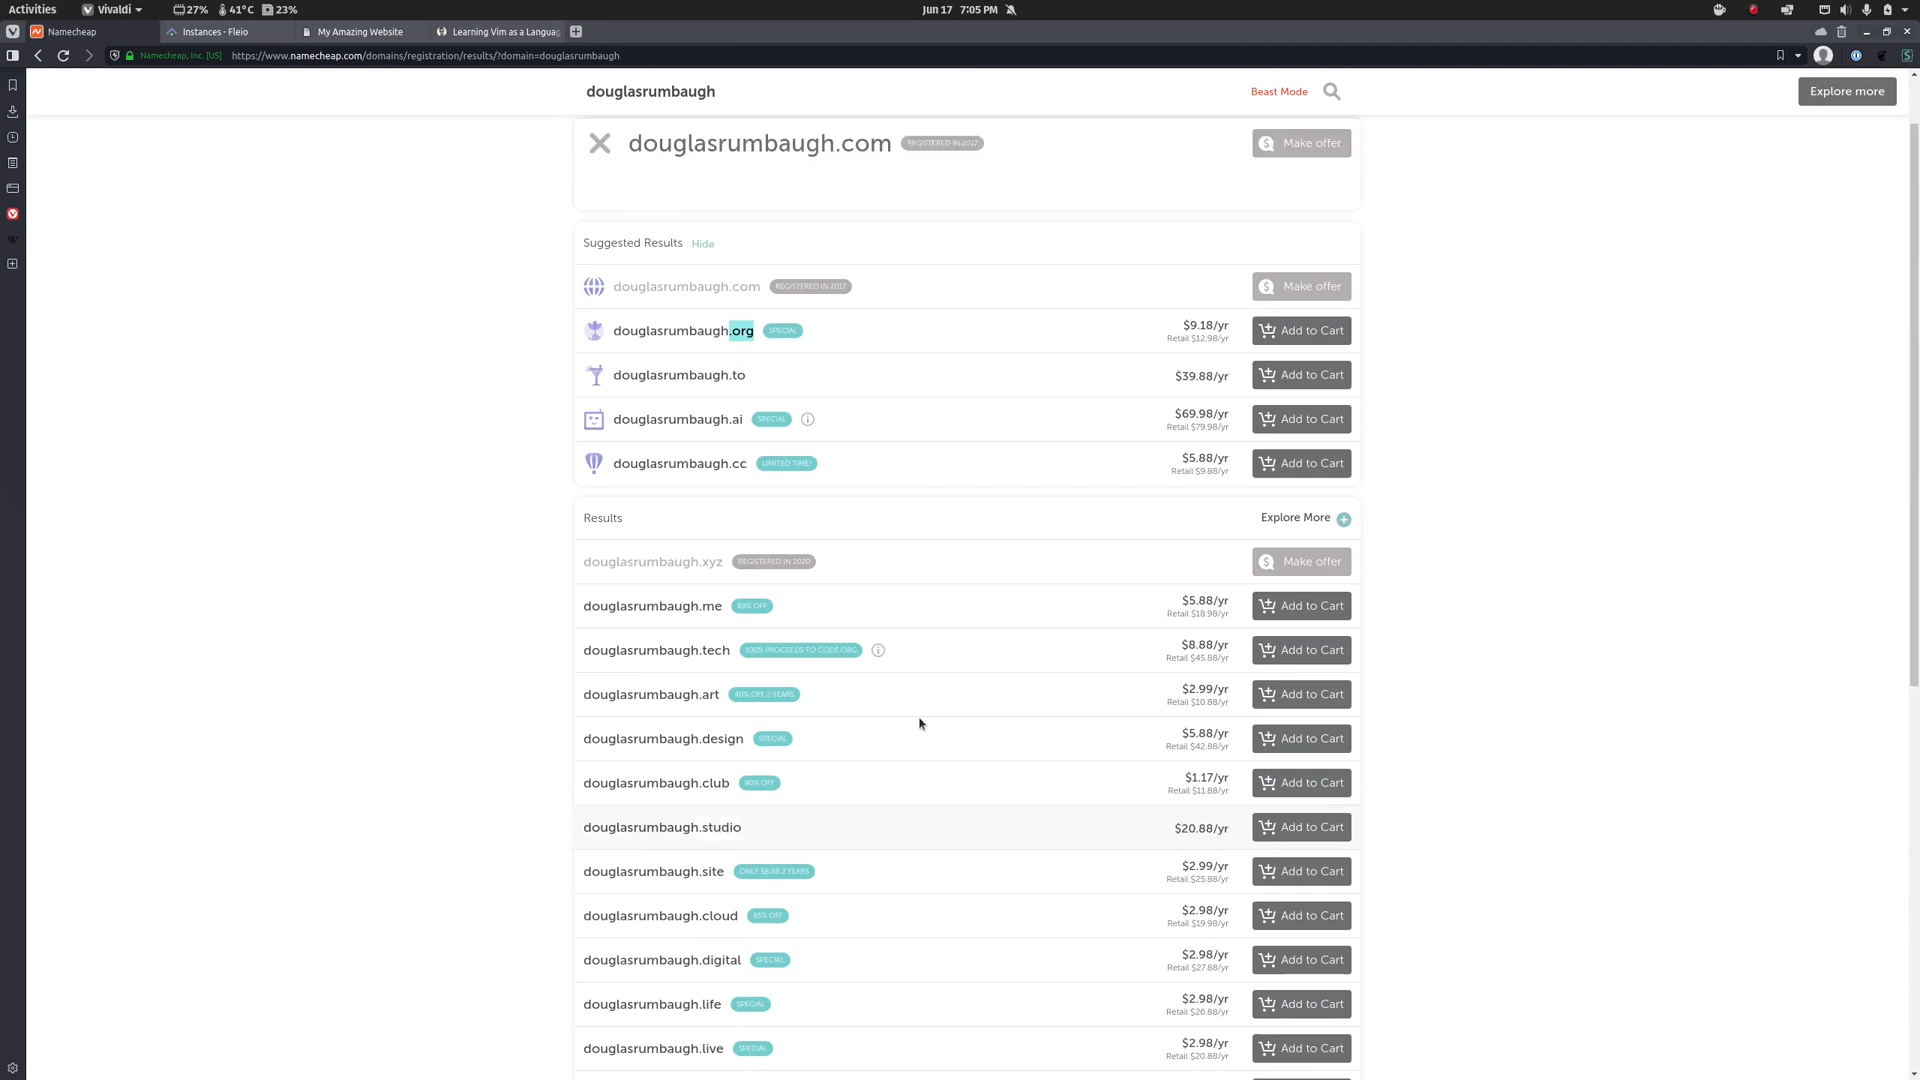 Activities Vivaldi 27% 41°C 23% Jun 17 7:05 PM
Namecheap Instances - Fleio My Amazing Website Learning Vim as a Langua
Namecheap, Inc. [US] https://www.namecheap.com/domains/registration/results/?domain=douglasrumbaugh
douglasrumbaugh Beast Mode Explore more
douglasrumbaugh.com REGISTERED IN 2017 Make offer
Suggested Results Hide
douglasrumbaugh.com REGISTERED IN 2017 Make offer
douglasrumbaugh.org SPECIAL $9.18/yr Add to Cart
Retail $12.98/yr
douglasrumbaugh.to $39.88/yr Add to Cart
douglasrumbaugh.ai SPECIAL $69.98/yr Add to Cart
Retail $79.98/yr
douglasrumbaugh.cc LIMITED TIME! $5.88/yr Add to Cart
Retail $9.88/yr
Results Explore More
douglasrumbaugh.xyz REGISTERED IN 2020 Make offer
douglasrumbaugh.me 69% OFF $5.88/yr Add to Cart
Retail $18.98/yr
douglasrumbaugh.tech 100% PROCEEDS TO CODE.ORG $8.88/yr Add to Cart
Retail $45.88/yr
douglasrumbaugh.art 40% OFF 2 YEARS $2.99/yr Add to Cart
Retail $10.88/yr
douglasrumbaugh.design SPECIAL $5.88/yr Add to Cart
Retail $42.88/yr
douglasrumbaugh.club 90% OFF $1.17/yr Add to Cart
Retail $11.88/yr
douglasrumbaugh.studio $20.88/yr Add to Cart
douglasrumbaugh.site ONLY $8.88 2 YEARS $2.99/yr Add to Cart
Retail $25.88/yr
douglasrumbaugh.cloud 85% OFF $2.98/yr Add to Cart
Retail $19.98/yr
douglasrumbaugh.digital SPECIAL $2.98/yr Add to Cart
Retail $27.88/yr
douglasrumbaugh.life SPECIAL $2.98/yr Add to Cart
Retail $26.88/yr
douglasrumbaugh.live SPECIAL $2.98/yr Add to Cart
Retail $20.88/yr